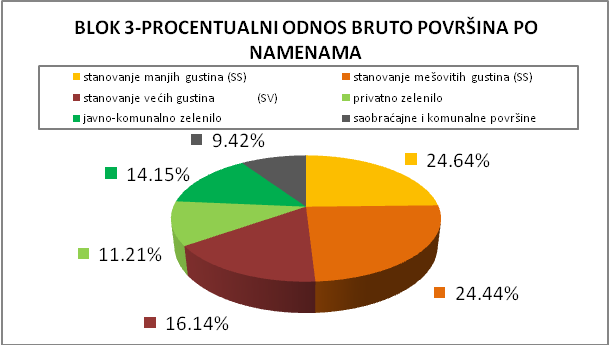 BLOK 3-PROCENTUALNI ODNOS BRUTO POVRŠINA PO
NAMENAMA
stanovanje manjih gustina (SS)
stanovanje mešovitih gustina (SS)
stanovanje većih gustina (SV)
privatno zelenilo
javno-komunalno zelenilo
saobraćajne i komunalne površine
9.42%
24.64%
14.15%
11.21%
24.44%
16.14%